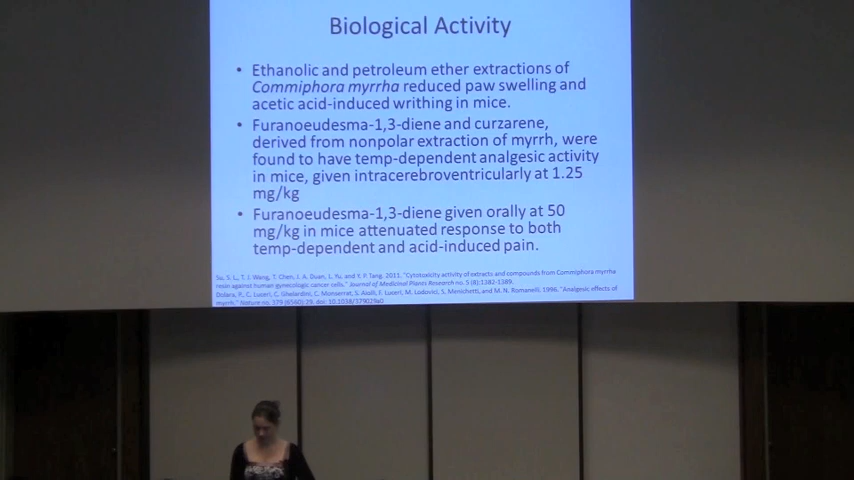 Biological Activity
• Ethanolic and petroleum ether extractions of
Commiphora myrrha reduced paw swelling and
acetic acid-induced writhing in mice.
• Furanoeudesma-1,3-diene and curzarene,
derived from nonpolar extraction of myrrh, were
found to have temp-dependent analgesic activity
in mice, given intracerebroventricularly at 1.25
mg/kg
• Furanoeudesma-1,3-diene given orally at 50
mg/kg in mice attenuated response to both
temp-dependent and acid-induced pain.
Su, S. L., T. J. Wang, T. Chen, J. A. Duan, L. Yu, and Y. P. Tang. 2011. "Cytotoxicity activity of extracts and compounds from Commiphora myrrha
resin against human gynecologic cancer cells." Journal of Medicinal Plants Research no. 5 (8):1382-1389.
Dolara, P., C. Luceri, C. Ghelardini, C. Monserrat, S. Aiolli, F. Luceri, M. Lodovici, S. Menichetti, and M. N. Romanelli. 1996. "Analgesic effects of
myrrh." Nature no. 379 (6560):29. doi: 10.1038/379029a0